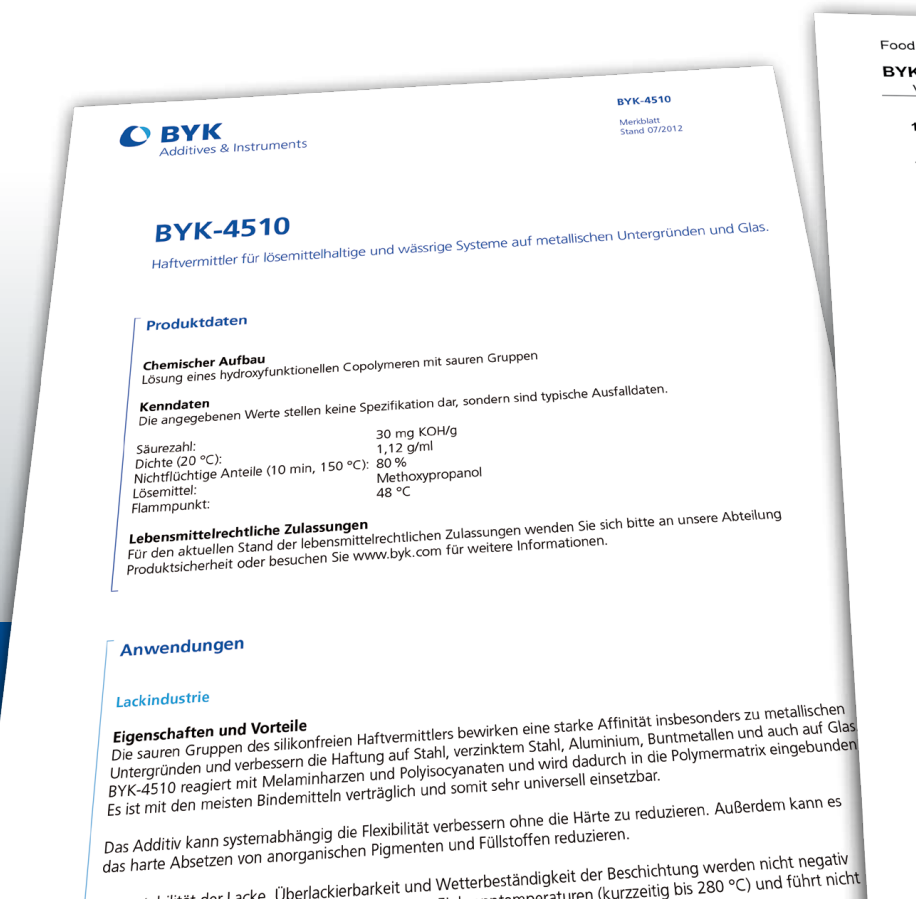 BYK
Additives & Instruments
BYK-4510
Merkblatt
Stand 07/2012
BYK-4510
Haftvermittler für lösemittelhaltige und wässrige Systeme auf metallischen Untergründen und Glas.
Produktdaten
Chemischer Aufbau
Lösung eines hydroxyfunktionellen Copolymeren mit sauren Gruppen
Kenndaten
Die angegebenen Werte stellen keine Spezifikation dar, sondern sind typische Ausfalldaten.
Säurezahl: 30 mg KOH/g
Dichte (20 °C): 1,12 g/ml
Nichtflüchtige Anteile (10 min, 150 °C): 80 %
Lösemittel: Methoxypropanol
Flammpunkt: 48 °C
Lebensmittelrechtliche Zulassungen
Für den aktuellen Stand der lebensmittelrechtlichen Zulassungen wenden Sie sich bitte an unsere Abteilung
Produktsicherheit oder besuchen Sie www.byk.com für weitere Informationen.
Anwendungen
Lackindustrie
Eigenschaften und Vorteile
Die sauren Gruppen des silikonfreien Haftvermittlers bewirken eine starke Affinität insbesonders zu metallischen
Untergründen und verbessern die Haftung auf Stahl, verzinktem Stahl, Aluminium, Buntmetallen und auch auf Glas
BYK-4510 reagiert mit Melaminharzen und Polyisocyanaten und wird dadurch in die Polymermatrix eingebunden
Es ist mit den meisten Bindemitteln verträglich und somit sehr universell einsetzbar.
Das Additiv kann systemabhängig die Flexibilität verbessern ohne die Härte zu reduzieren. Außerdem kann es
das harte Absetzen von anorganischen Pigmenten und Füllstoffen reduzieren.
der Lacke, Überlackierbarkeit und Wetterbeständigkeit der Beschichtung werden nicht negativ
(kurzzeitig bis 280 °C) und führt nicht
Food
BYK